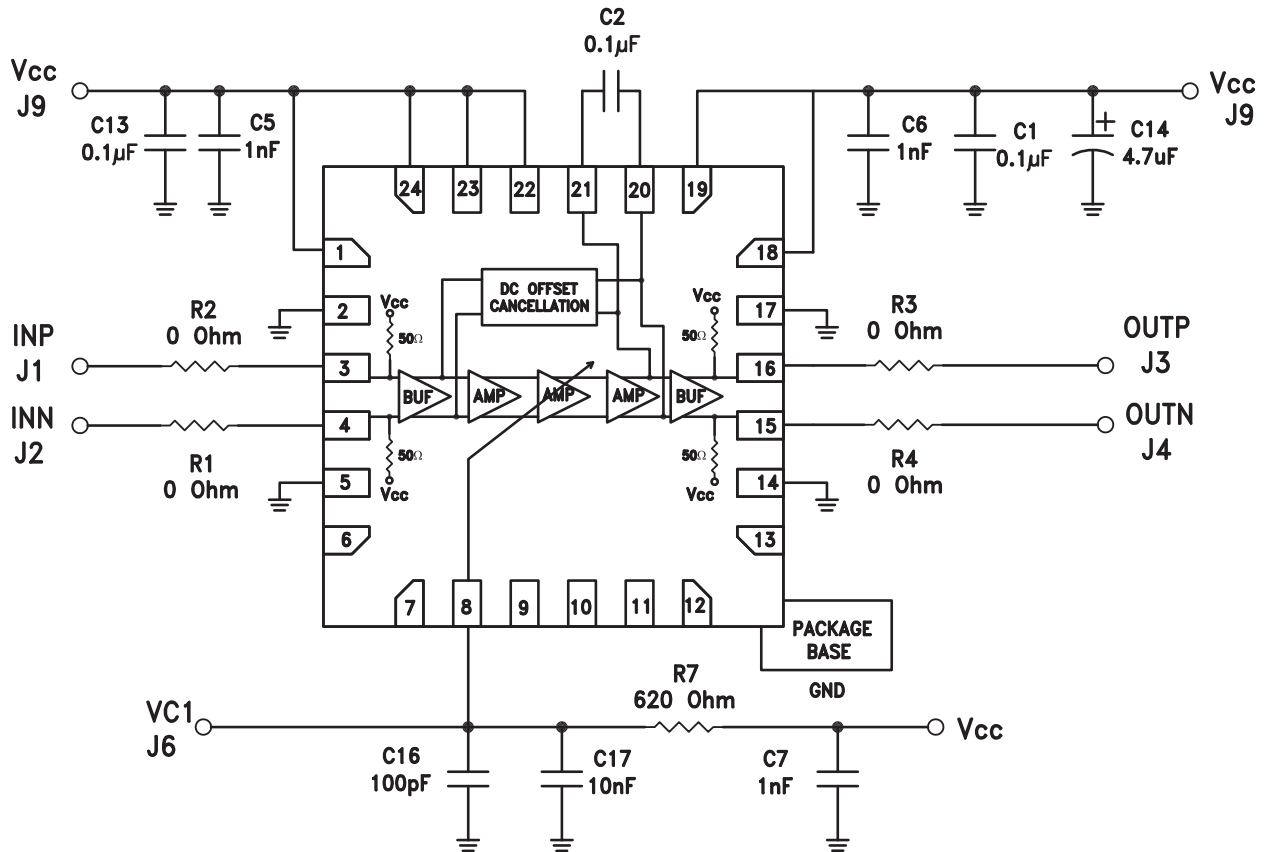 C2
0.1µF
Vcc
J9
C13
0.1µF
C5
1nF
C6
1nF
C1
0.1µF
C14
4.7uF
+
Vcc
J9
24
23
22
21
20
19
1
2
3
4
5
6
18
17
16
15
14
13
DC OFFSET
CANCELLATION
Vcc
50Ω
Vcc
50Ω
BUF
AMP
AMP
AMP
BUF
50Ω
Vcc
50Ω
Vcc
INP
J1
R2
0 Ohm
INN
J2
R1
0 Ohm
R3
0 Ohm
OUTP
J3
OUTN
J4
R4
0 Ohm
7
8
9
10
11
12
PACKAGE
BASE
GND
R7
620 Ohm
VC1
J6
C16
100pF
C17
10nF
C7
1nF
Vcc